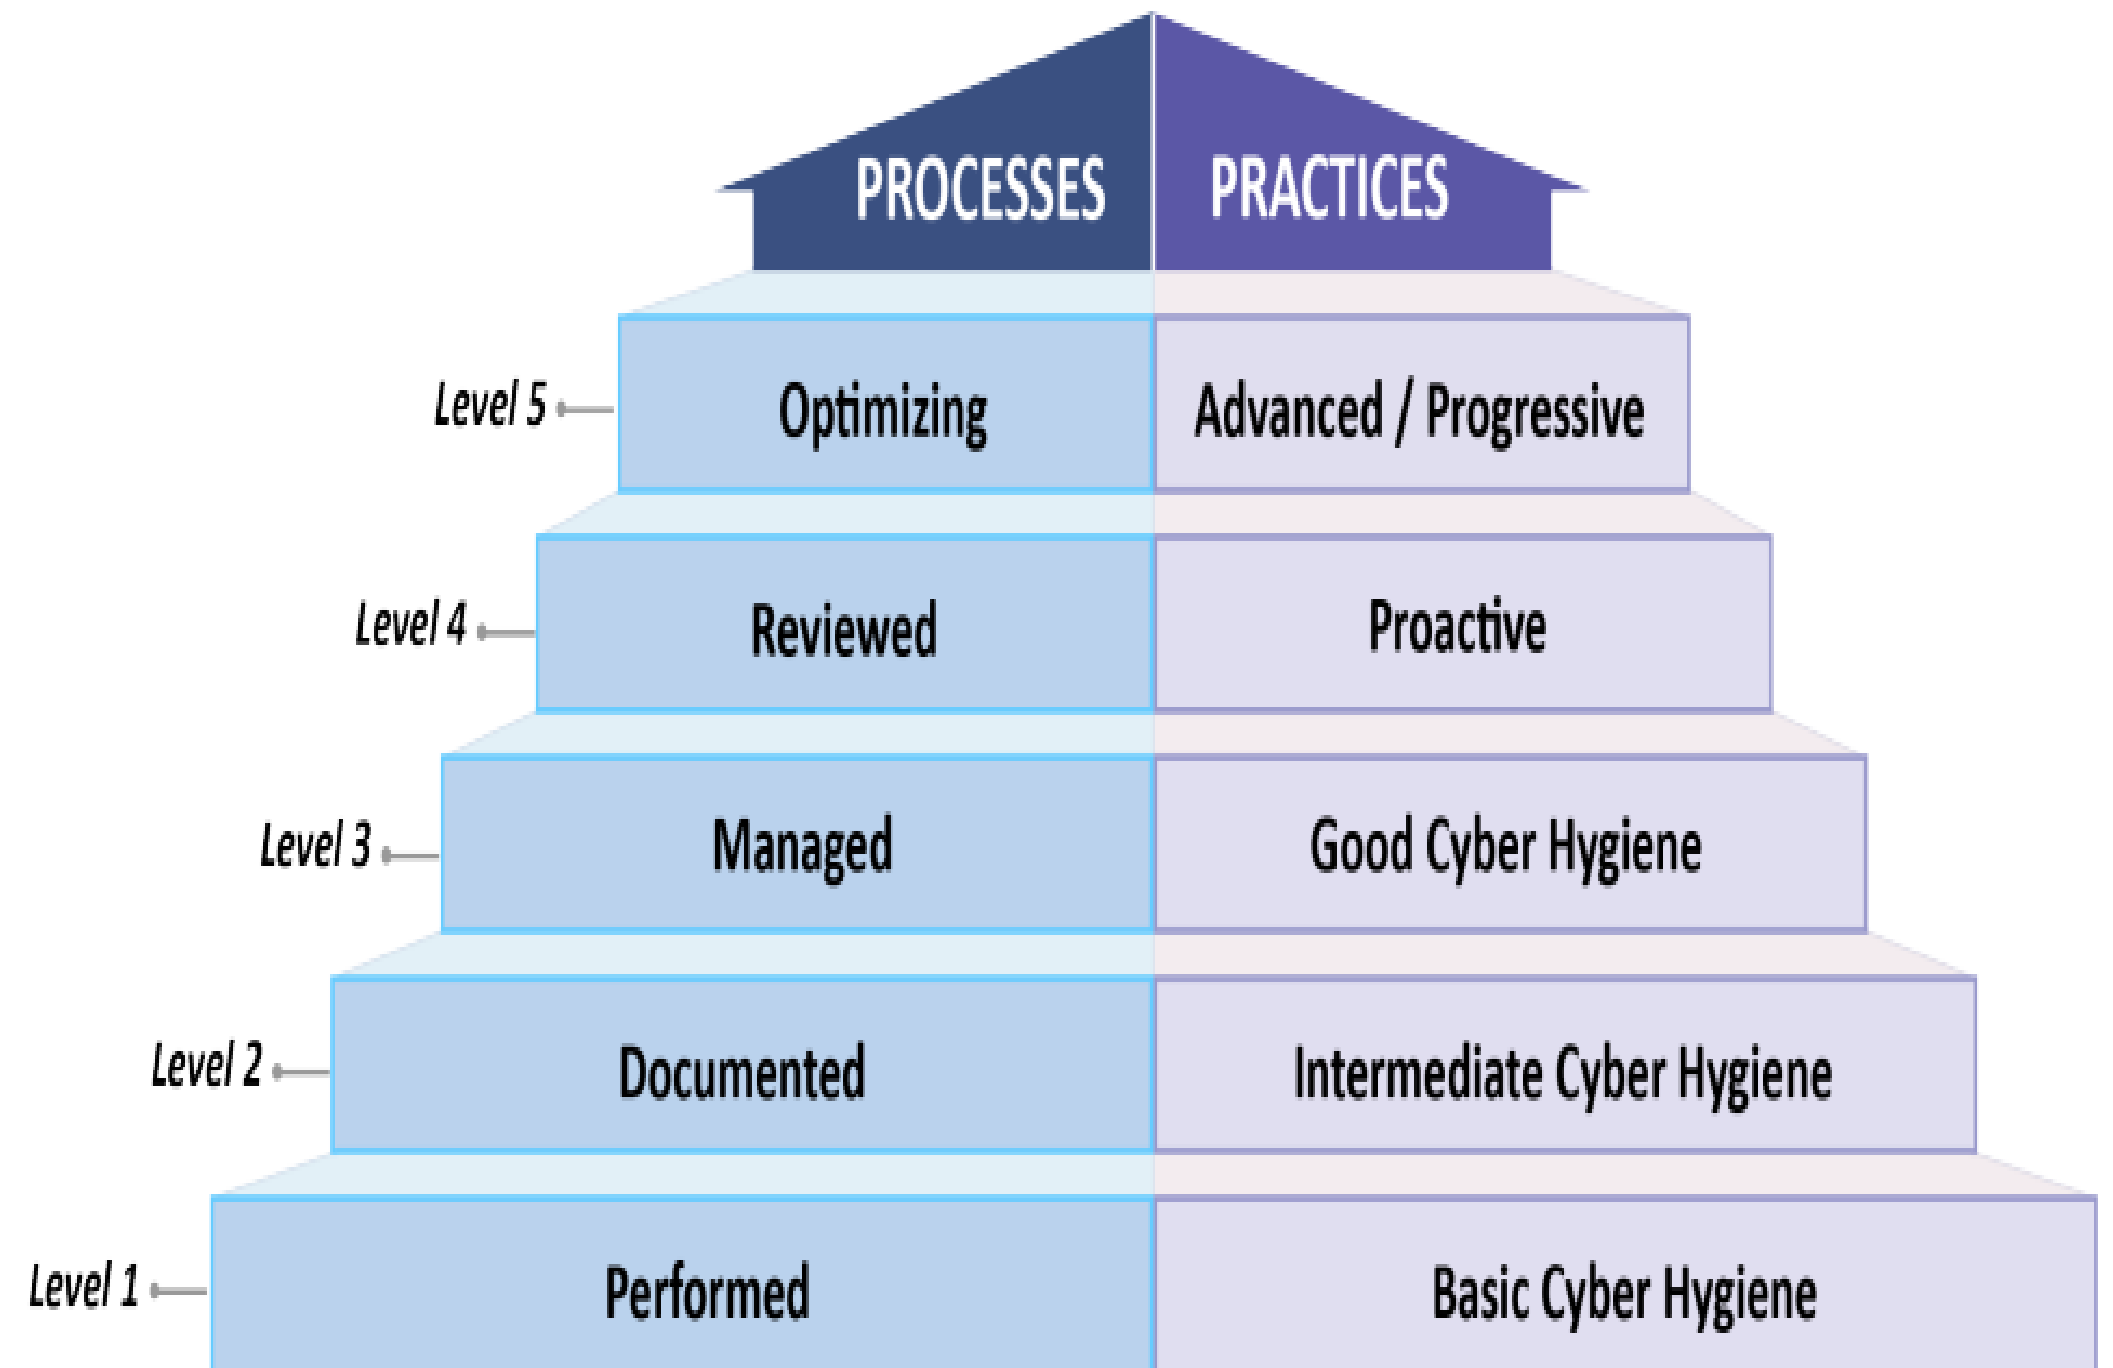 PROCESSES PRACTICES
Level 5 Optimizing Advanced / Progressive
Level 4 Reviewed Proactive
Level 3 Managed Good Cyber Hygiene
Level 2 Documented Intermediate Cyber Hygiene
Level 1 Performed Basic Cyber Hygiene